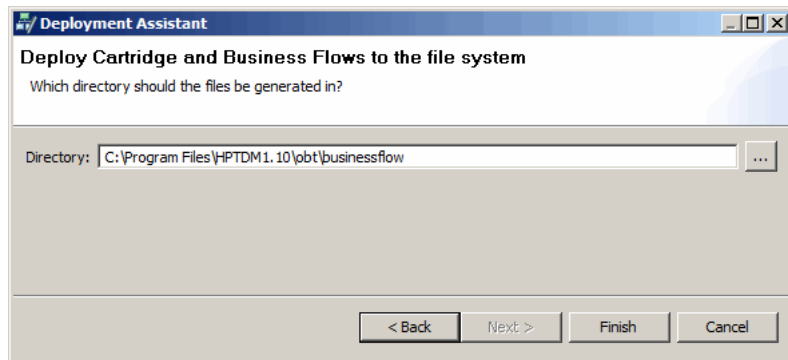 Deployment Assistant
Deploy Cartridge and Business Flows to the file system
Which directory should the files be generated in?
Directory: C:\Program Files\HPTDM1.10\obt\businessflow ...
< Back Next > Finish Cancel